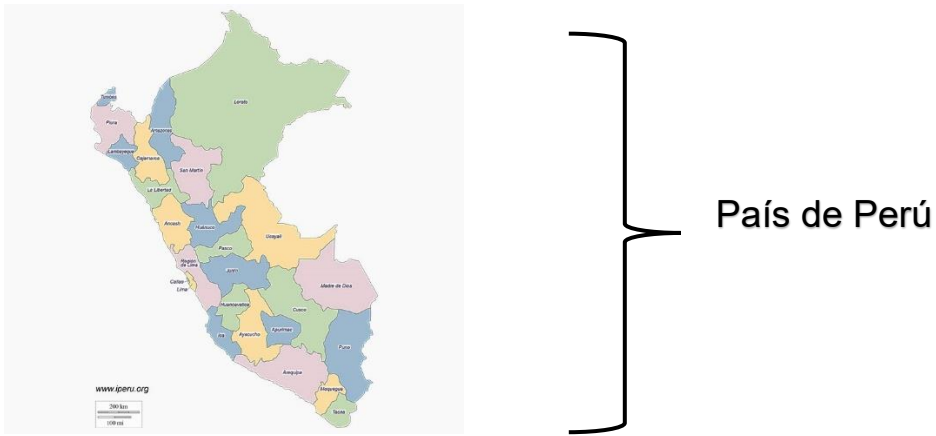 Loreto
Tumbes
Piura
Amazonas
Lambayeque
Cajamarca
San Martín
La Libertad
Ancash
Huánuco
Ucayali
Pasco
Región
de Lima
Junín
Callao
Lima
Madre de Dios
Huancavelica
Cusco
Ica
Ayacucho
Apurímac
Puno
Arequipa
Moquegua
Tacna
www.iperu.org
200 km
100 mi
País de Perú